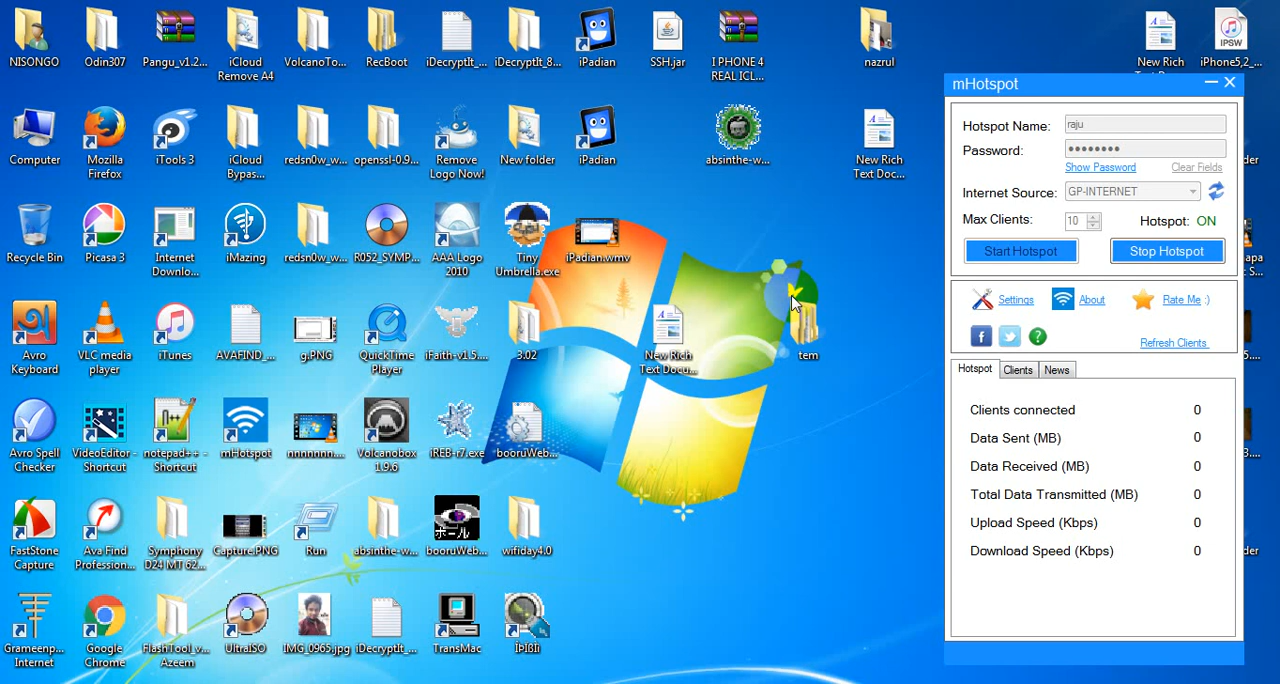 NISONGO
Odin307
Pangu_v1.2...
iCloud
Remove A4
VolcanoTo...
RecBoot
iDecryptIt_...
iDecryptIt_8...
iPadian
SSH.jar
I PHONE 4
REAL ICL...
nazrul
New Rich
IPSW
iPhone5,2_...
Computer
Mozilla
Firefox
iTools 3
iCloud
Bypas...
redsn0w_w...
openssl-0.9...
Remove
Logo Now!
New folder
iPadian
absinthe-w...
New Rich
Text Doc...
Recycle Bin
Picasa 3
Internet
Downlo...
iMazing
redsn0w_w...
R052_SYMP...
AAA Logo
2010
Tiny
Umbrella.exe
iPadian.wmv
Avro
Keyboard
VLC media
player
iTunes
AVAFIND_...
g.PNG
QuickTime
Player
iFaith-v1.5....
3.02
New Rich
Text Docu...
tem
Avro Spell
Checker
VideoEditor -
Shortcut
notepad++ -
Shortcut
mHotspot
nnnnnnn....
Volcanobox
1.9.6
iREB-r7.exe
booruWeb...
FastStone
Capture
Ava Find
Profession...
Symphony
D24 MT 62...
Capture.PNG
Run
absinthe-w...
ボール
booruWeb...
wifiday4.0
Grameenp...
Internet
Google
Chrome
FlashTool_v...
Azeem
UltraISO
IMG_0965.jpg
iDecryptIt_...
TransMac
mHotspot
Hotspot Name: raju
Password: ●●●●●●●●
Show Password Clear Fields
Internet Source: GP-INTERNET
Max Clients: 10 Hotspot: ON
Start Hotspot Stop Hotspot
Settings About Rate Me :)
Refresh Clients
Hotspot Clients News
Clients connected 0
Data Sent (MB) 0
Data Received (MB) 0
Total Data Transmitted (MB) 0
Upload Speed (Kbps) 0
Download Speed (Kbps) 0